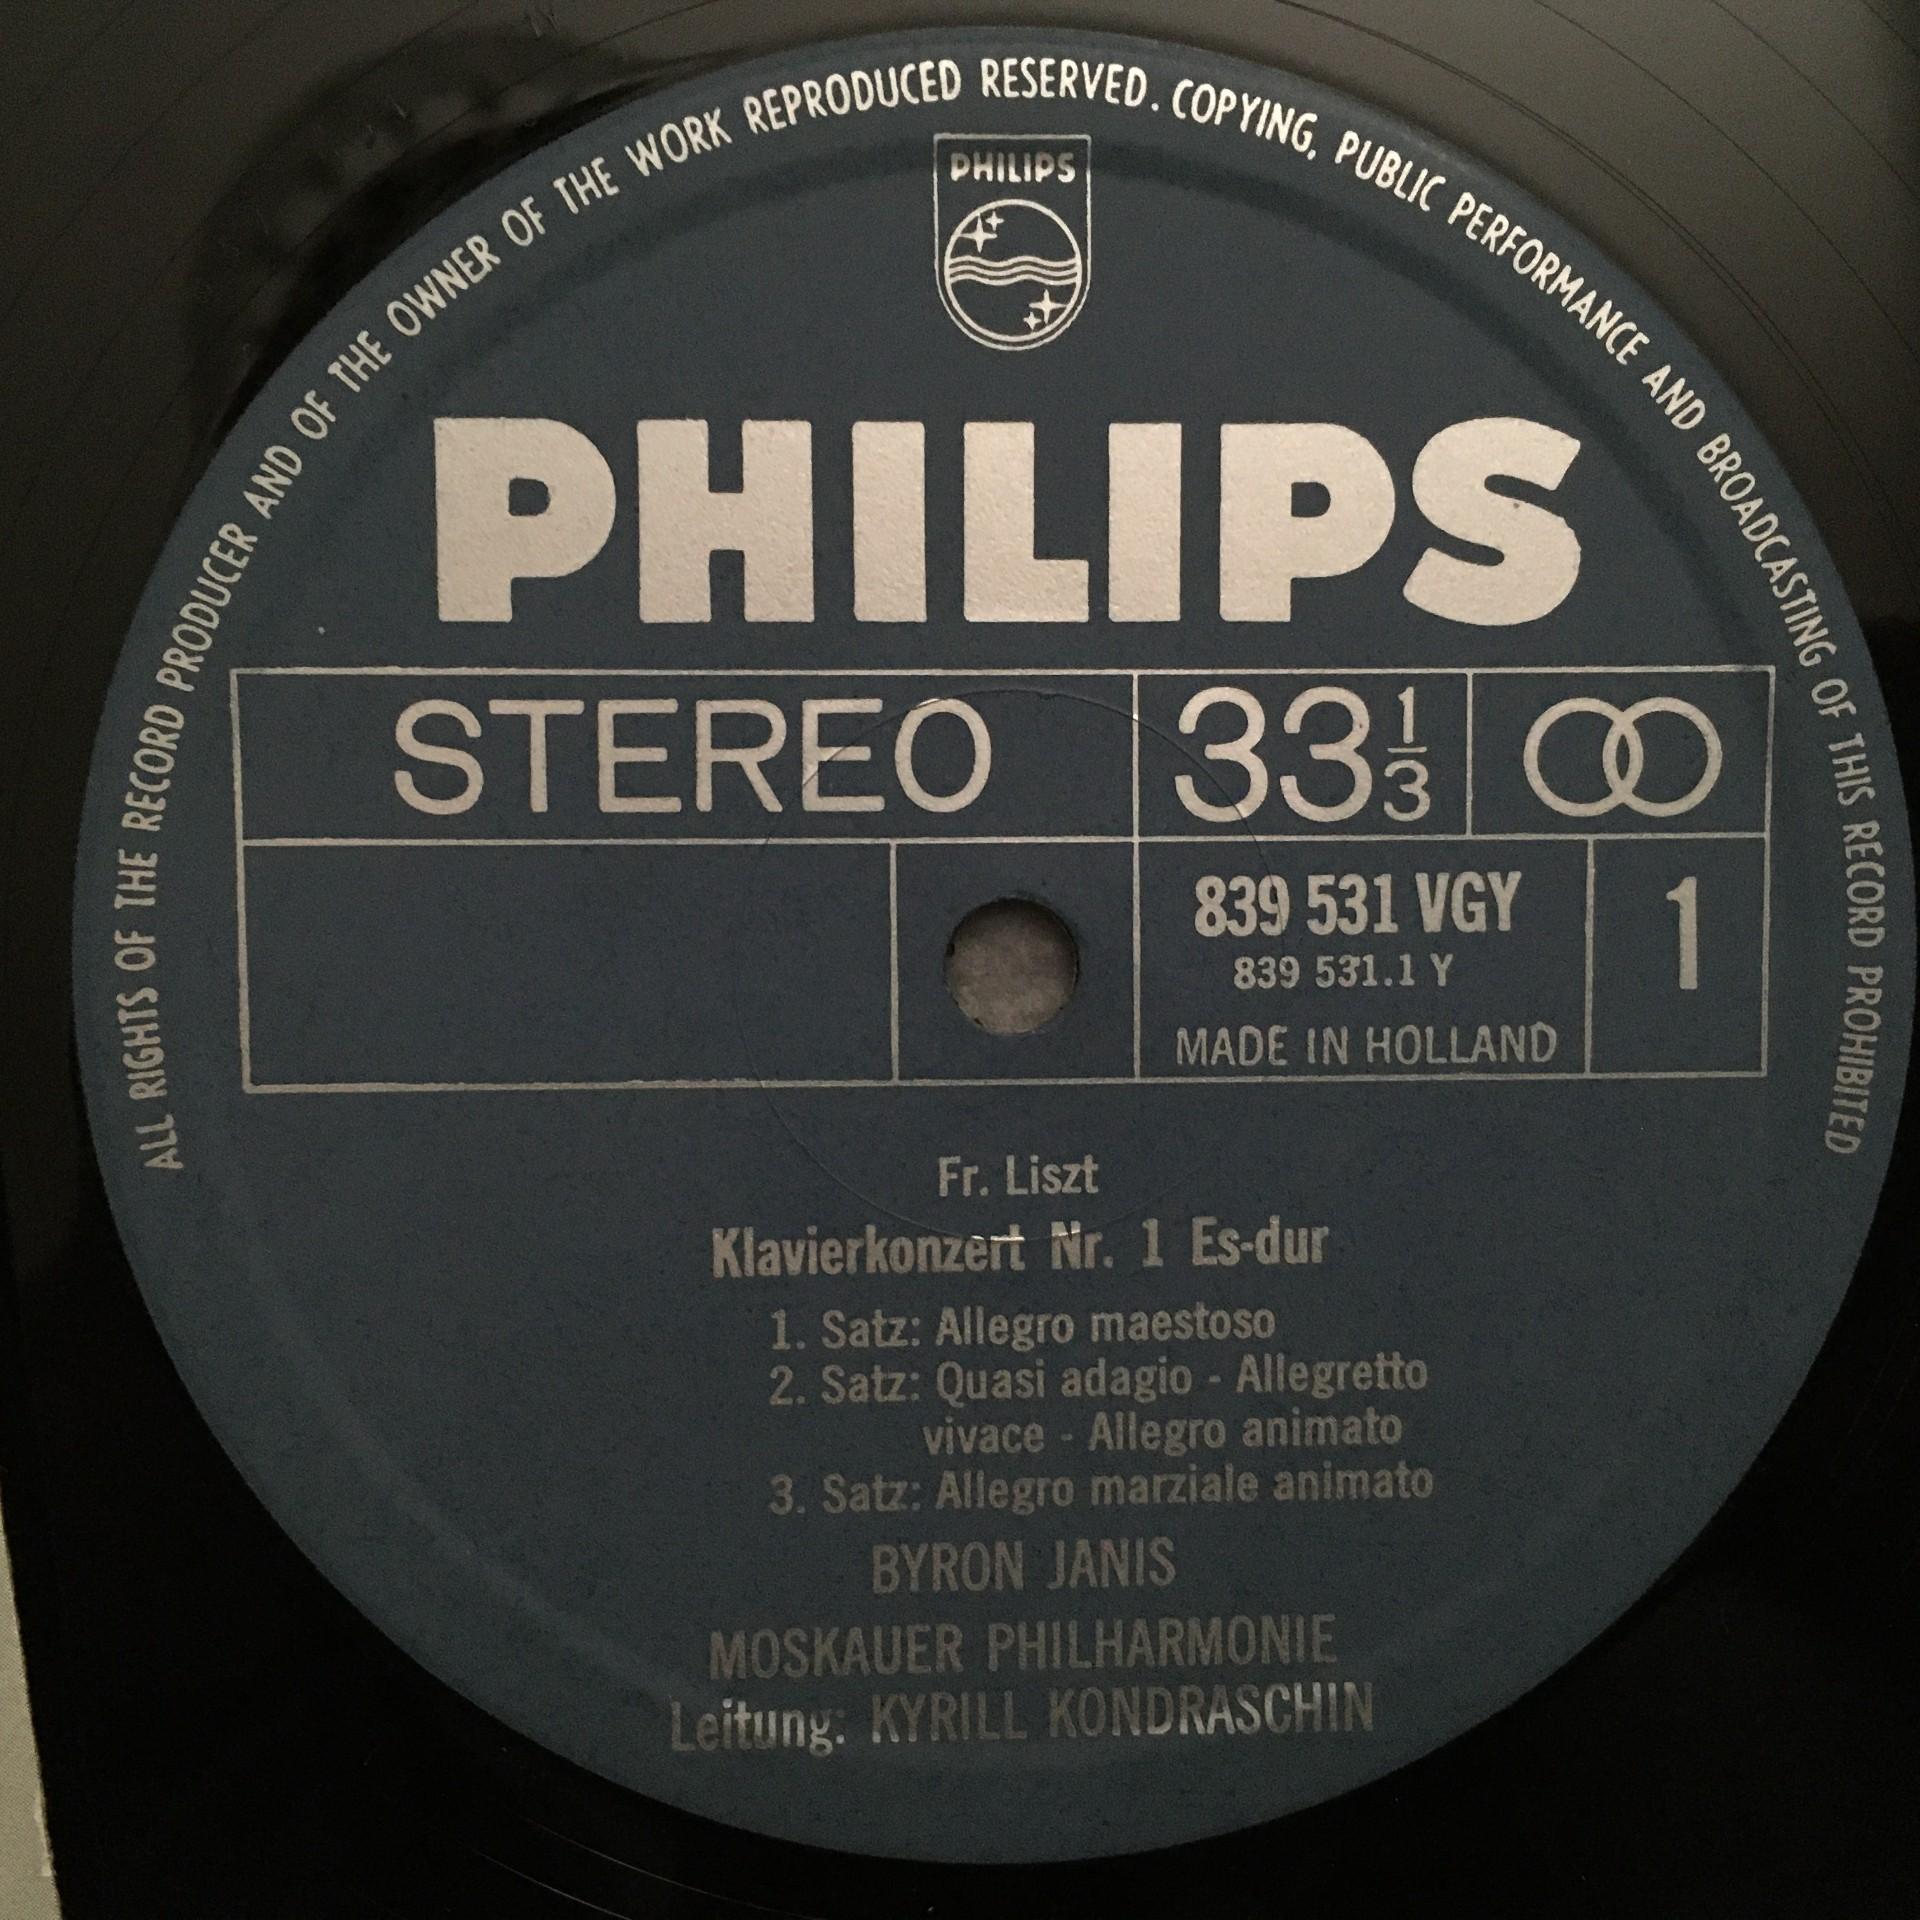 ALL RIGHTS OF THE RECORD PRODUCER AND OF THE OWNER OF THE WORK REPRODUCED RESERVED. COPYING, PUBLIC PERFORMANCE AND BROADCASTING OF THIS RECORD PROHIBITED
PHILIPS
PHILIPS
STEREO 33 1/3
839 531 VGY 1
839 531.1 Y
MADE IN HOLLAND
Fr. Liszt
Klavierkonzert Nr. 1 Es-dur
1. Satz: Allegro maestoso
2. Satz: Quasi adagio - Allegretto
vivace - Allegro animato
3. Satz: Allegro marziale animato
BYRON JANIS
MOSKAUER PHILHARMONIE
Leitung: KYRILL KONDRASCHIN